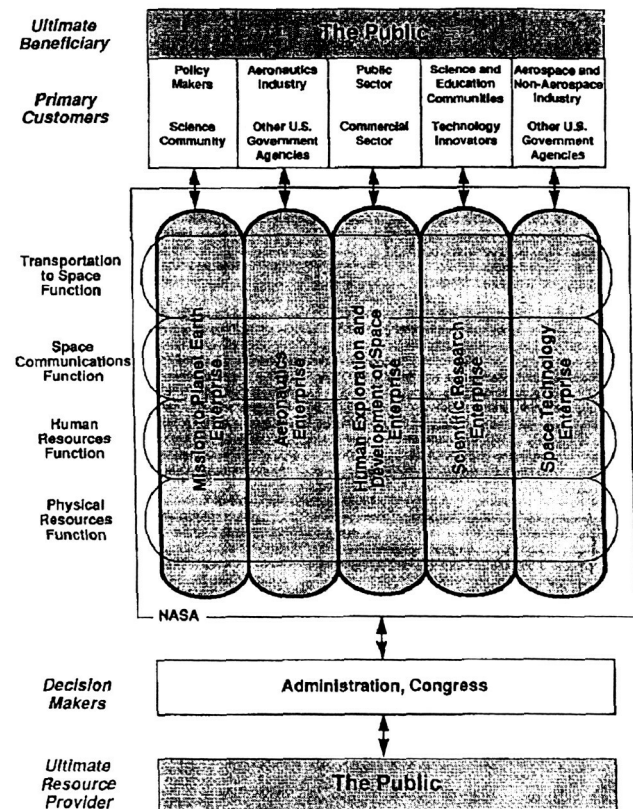 Ultimate
Beneficiary
The Public
Primary
Customers
Policy
Makers
Science
Community
Aeronautics
Industry
Other U.S.
Government
Agencies
Public
Sector
Commercial
Sector
Science and
Education
Communities
Technology
Innovators
Aerospace and
Non-Aerospace
Industry
Other U.S.
Government
Agencies
Transportation
to Space
Function
Space
Communications
Function
Human
Resources
Function
Physical
Resources
Function
Mission to Planet Earth
Enterprise
Aeronautics
Enterprise
Human Exploration and
Development of Space
Enterprise
Scientific Research
Enterprise
Space Technology
Enterprise
NASA
Decision
Makers
Administration, Congress
Ultimate
Resource
Provider
The Public